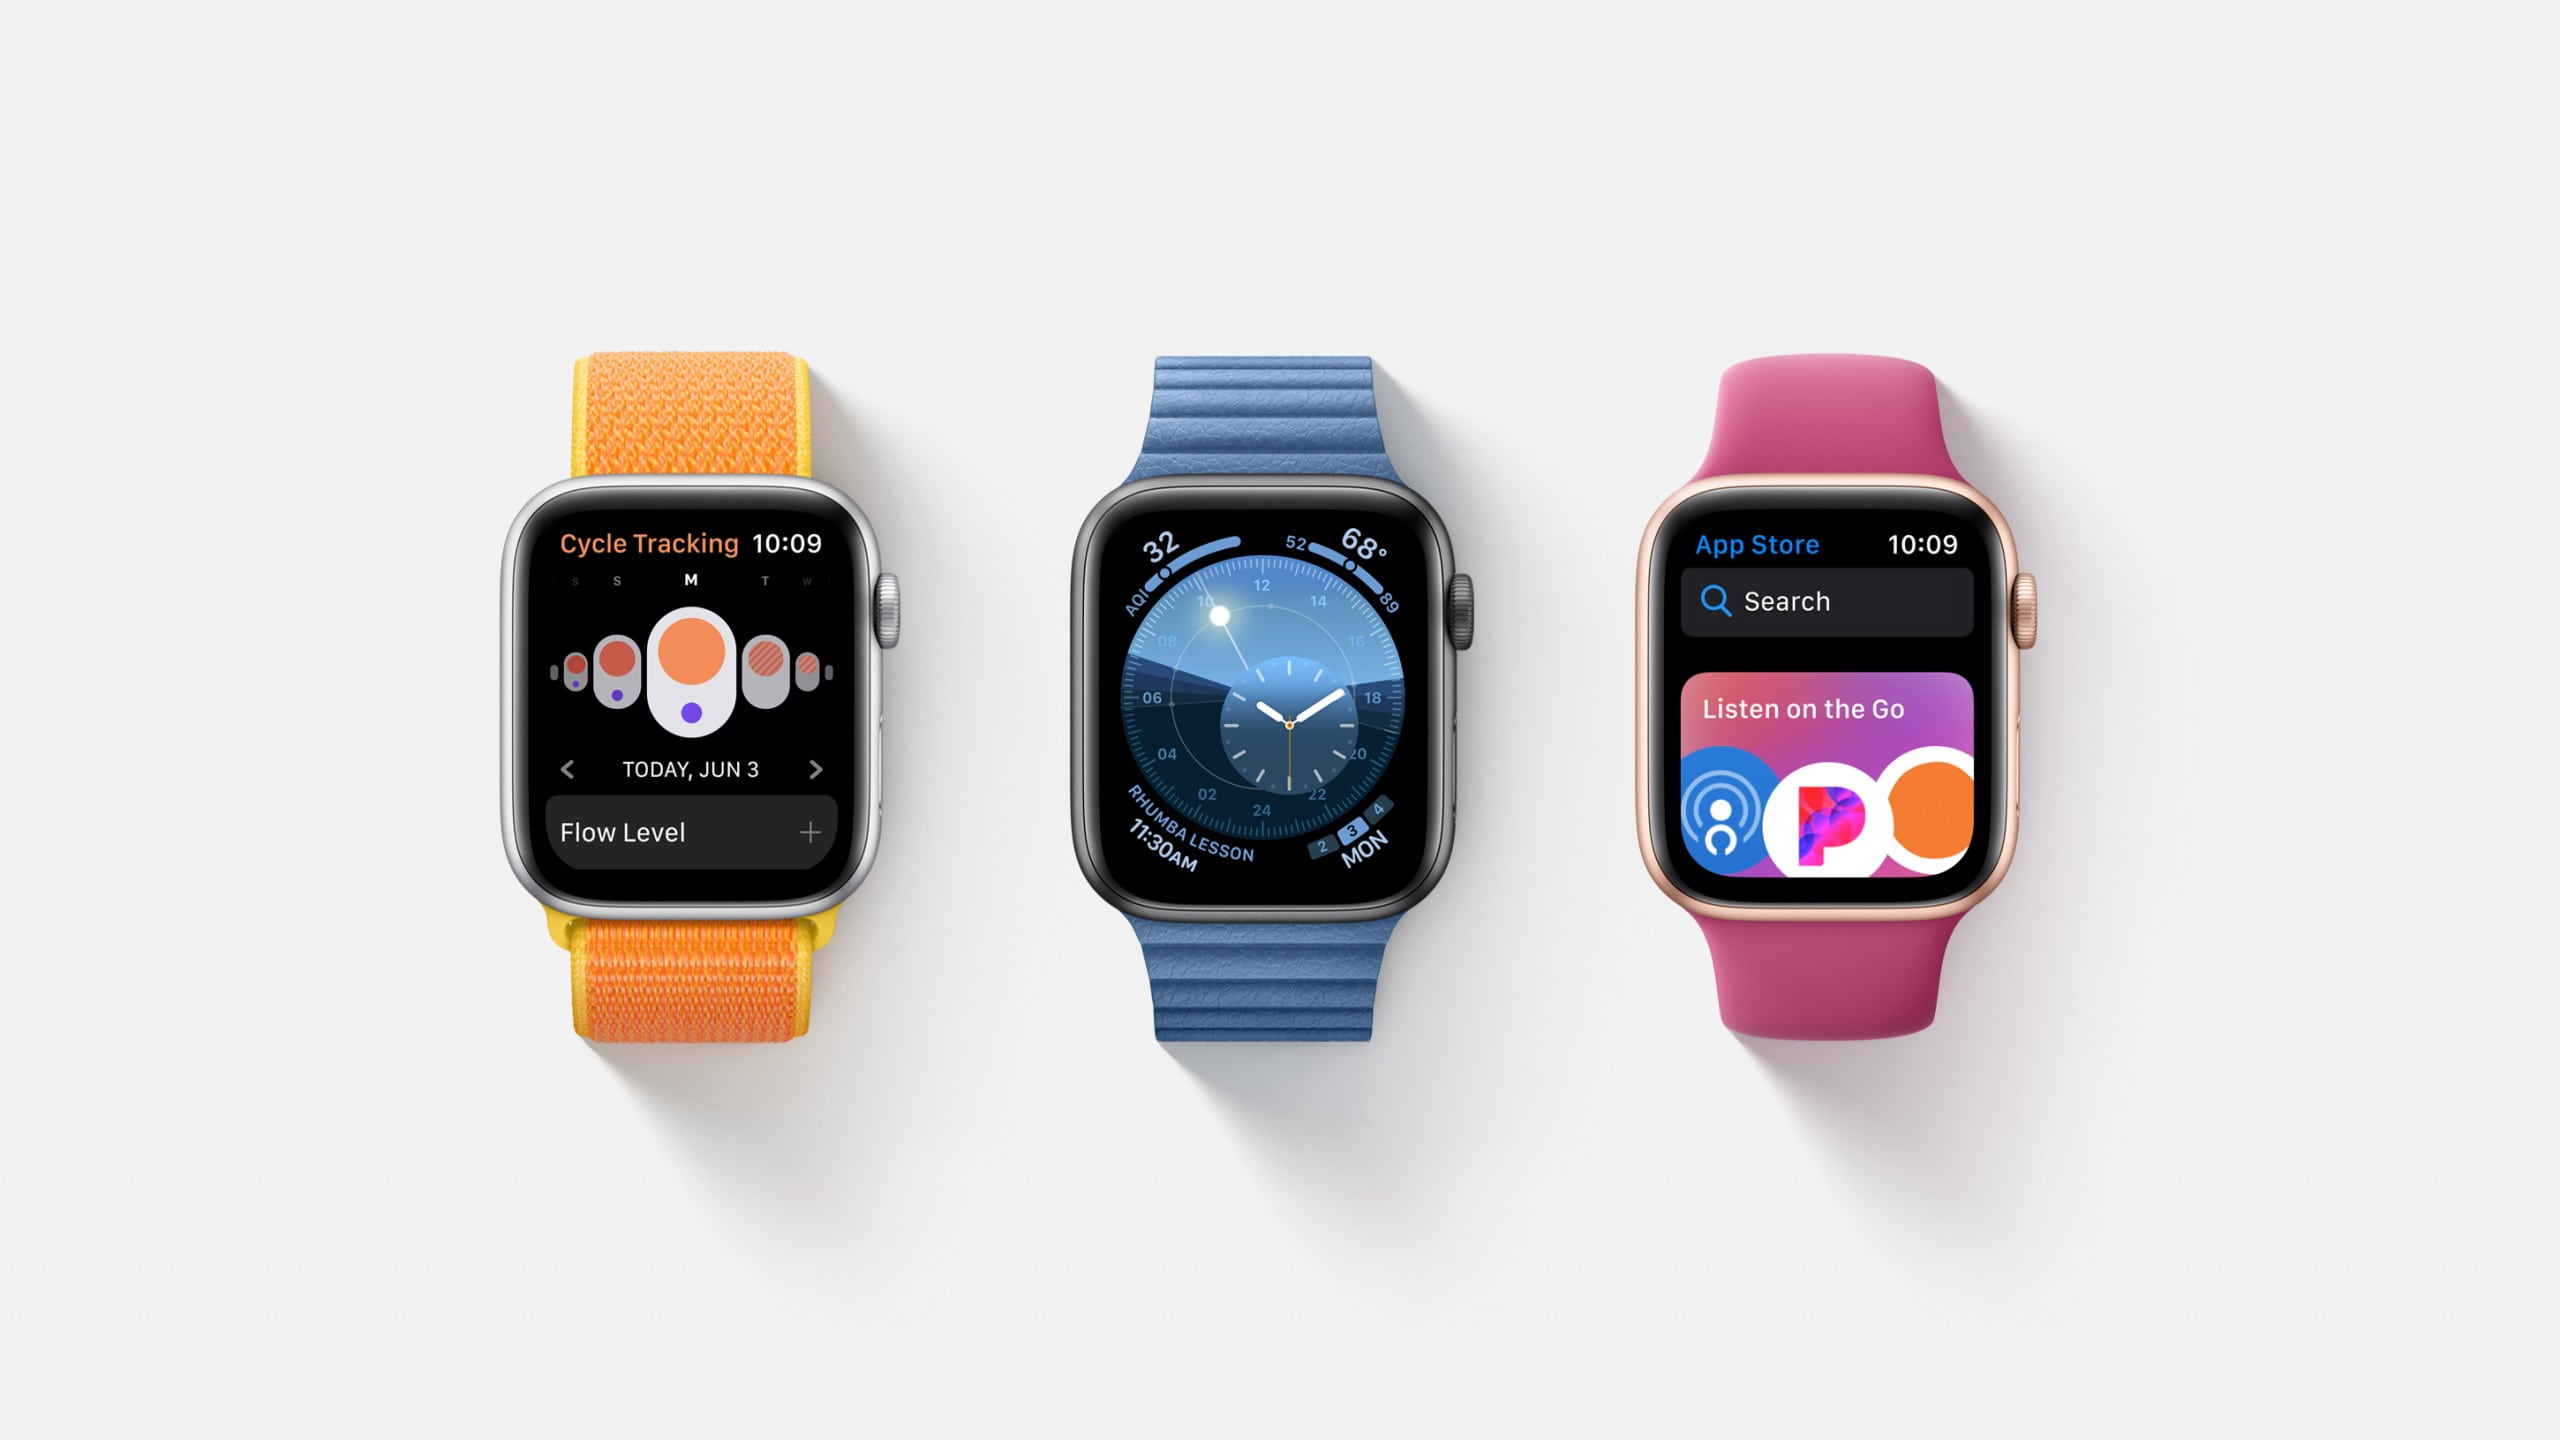 Cycle Tracking 10:09
S S M T W
TODAY, JUN 3
Flow Level +
32
AQI
52 68° 89
12
10 14
08 16
06 18
04 20
02 22
24
RHUMBA LESSON
11:30AM
2 3 4
MON
App Store 10:09
Search
Listen on the Go
P